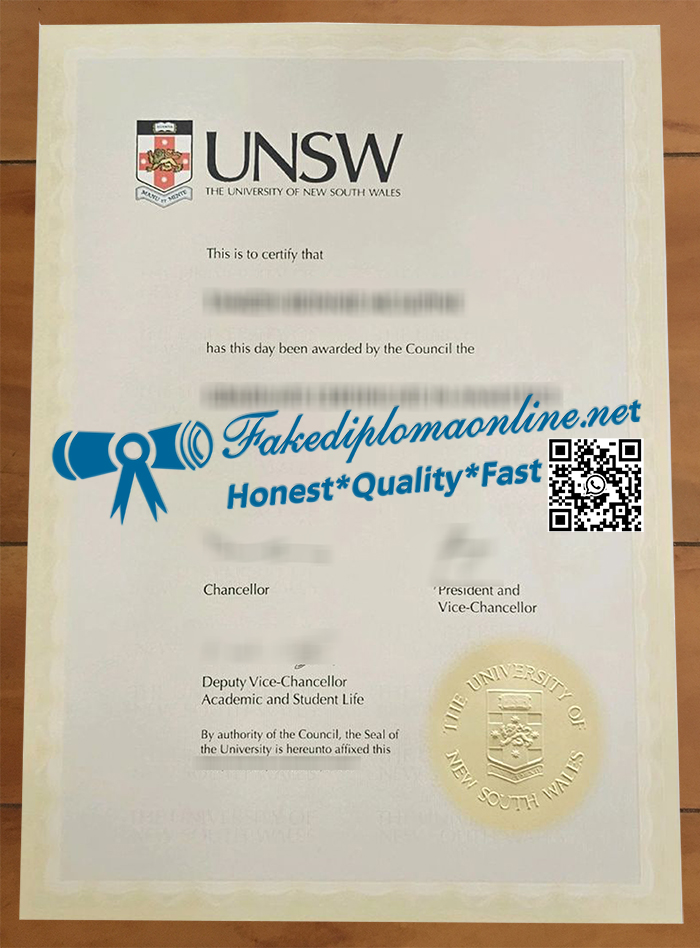 UNSW
THE UNIVERSITY OF NEW SOUTH WALES
MANU ET MENTE
This is to certify that
has this day been awarded by the Council the
Fakediplomaonline.net
Honest*Quality*Fast
Chancellor
President and
Vice-Chancellor
Deputy Vice-Chancellor
Academic and Student Life
By authority of the Council, the Seal of
the University is hereunto affixed this
THE UNIVERSITY OF
NEW SOUTH WALES